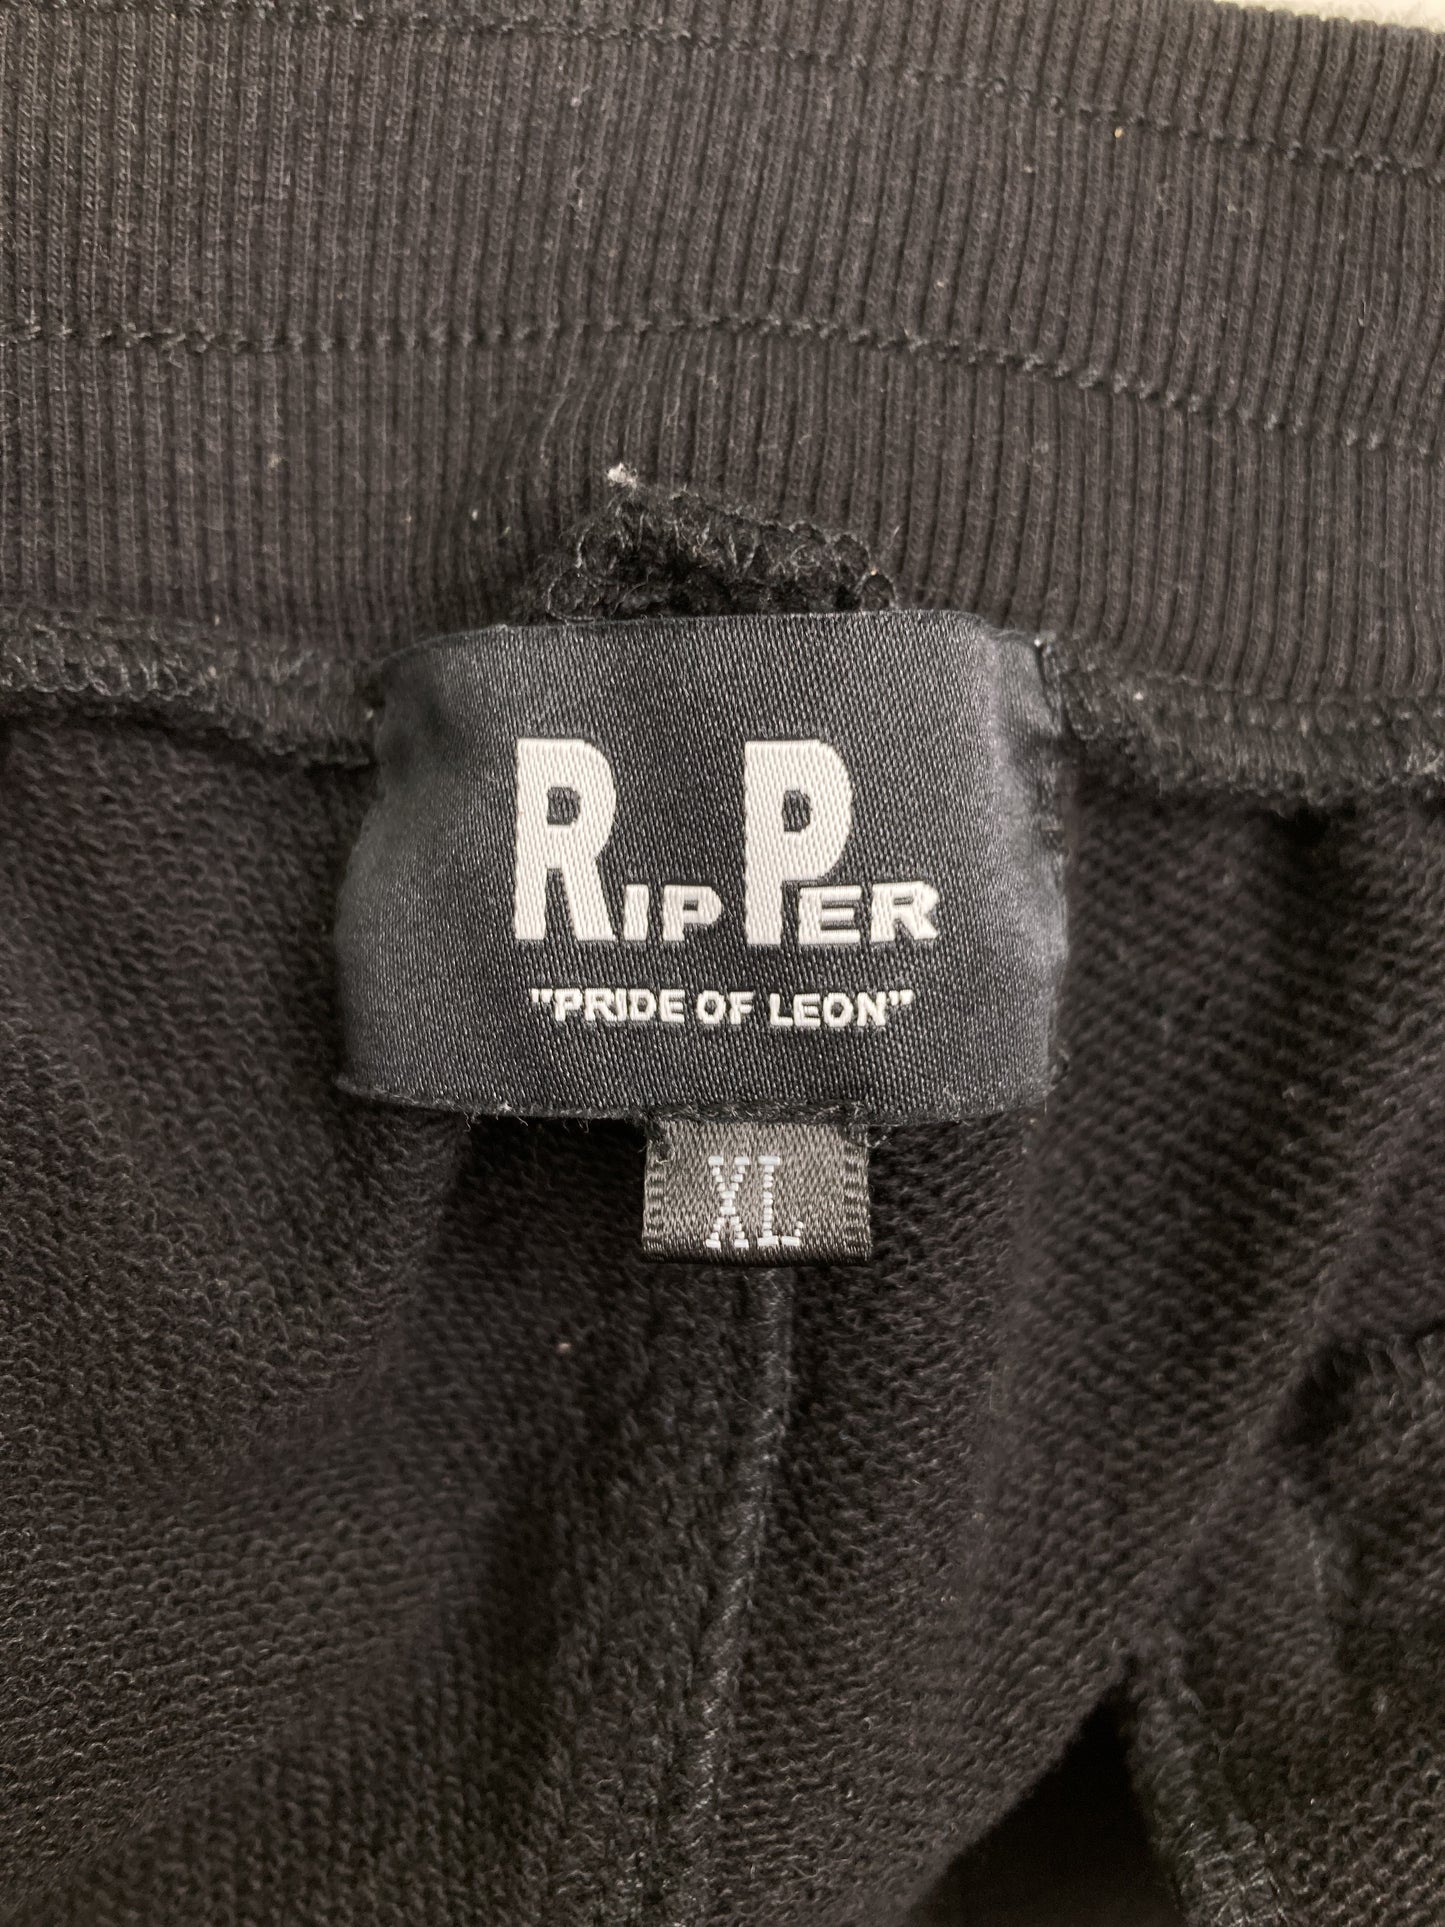 RIPPER
"PRIDE OF LEON"
XL